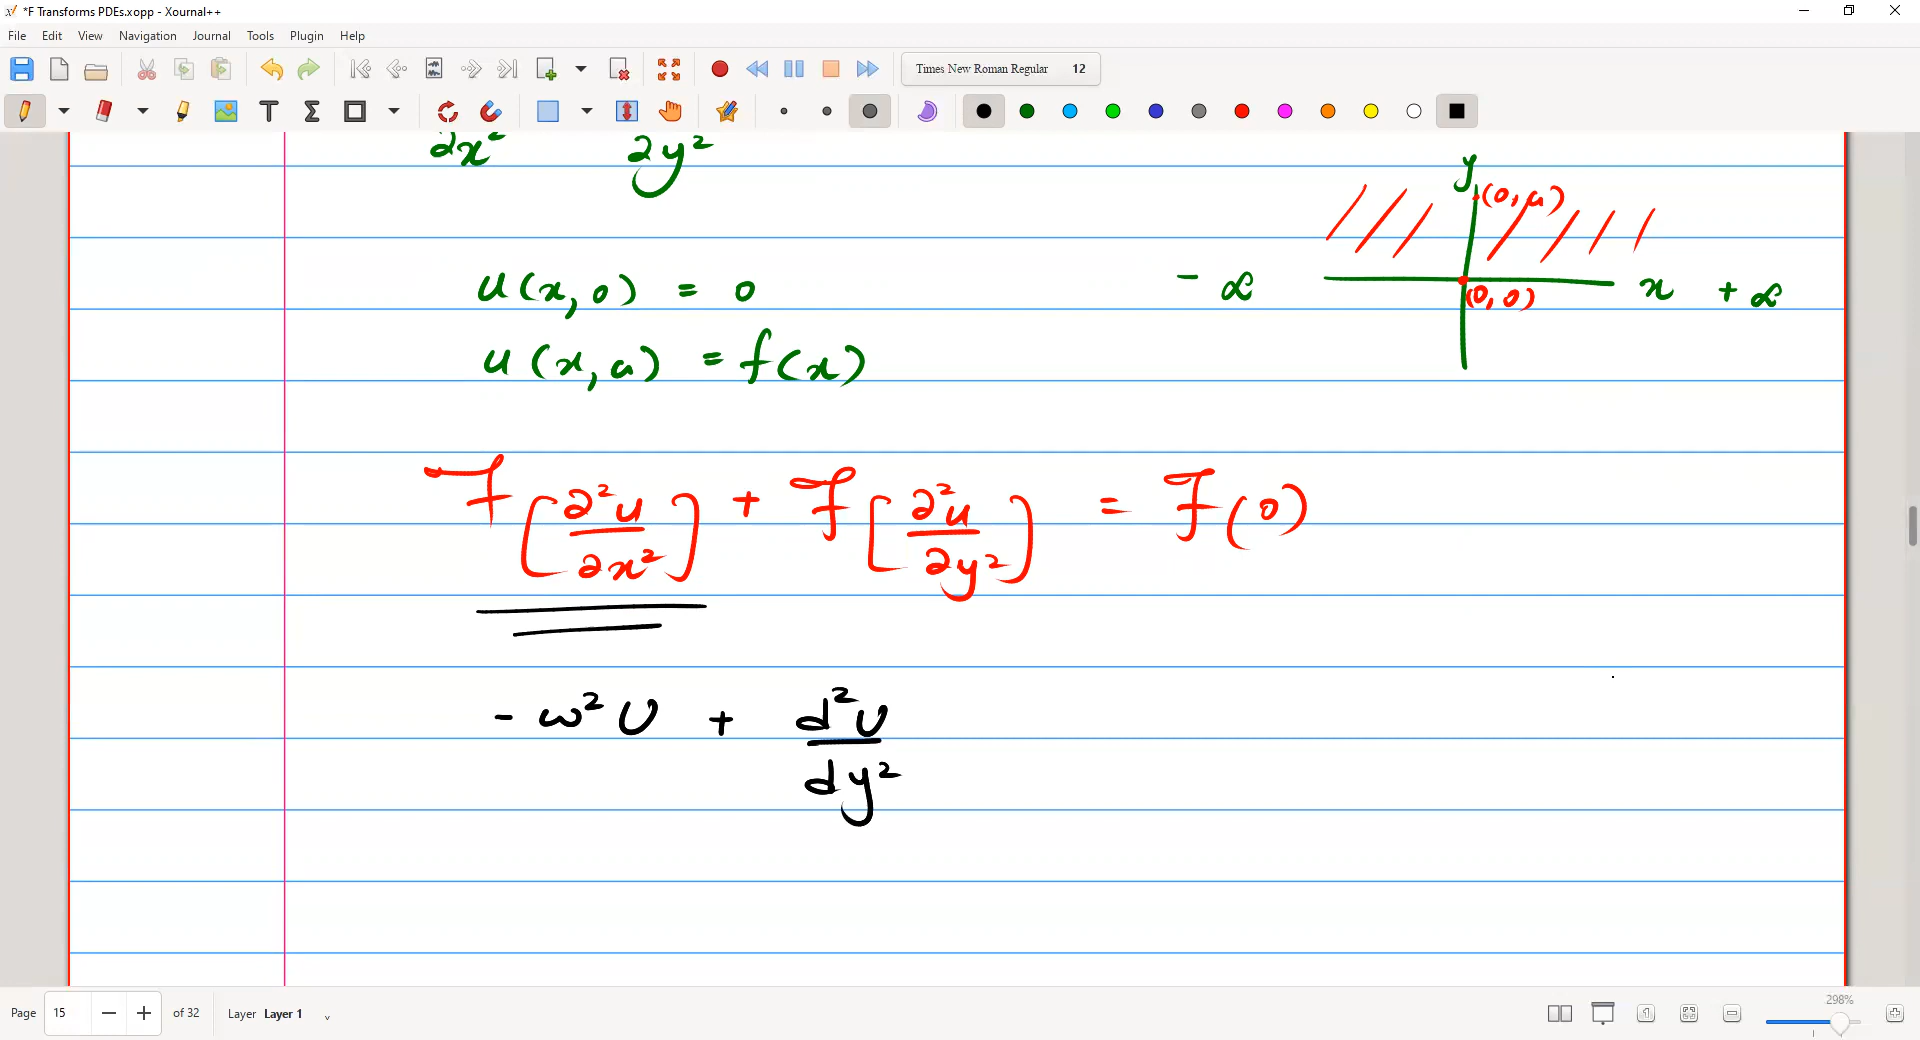 *F Transforms PDEs.xopp - Xournal++
File Edit View Navigation Journal Tools Plugin Help
Times New Roman Regular 12
∂x² ∂y²
y
(0, a)
u(x, 0) = 0
- ∞ x + ∞
(0, 0)
u(x, a) = f(x)
F[∂²u/∂x²] + F[∂²u/∂y²] = F(0)
- ω² U + d²U/dy²
Page 15 of 32 Layer Layer 1
298%